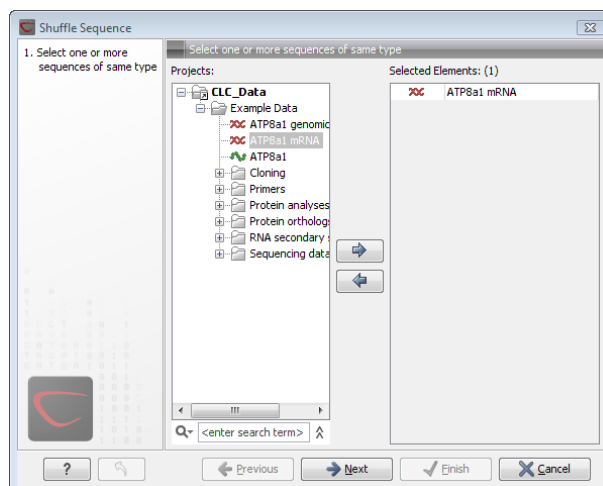 Shuffle Sequence
1. Select one or more
sequences of same type
Select one or more sequences of same type
Projects:
CLC_Data
Example Data
ATP8a1 genomic
ATP8a1 mRNA
ATP8a1
Cloning
Primers
Protein analyses
Protein orthologs
RNA secondary s
Sequencing data
<enter search term>
Selected Elements: (1)
ATP8a1 mRNA
?
Previous
Next
Finish
Cancel